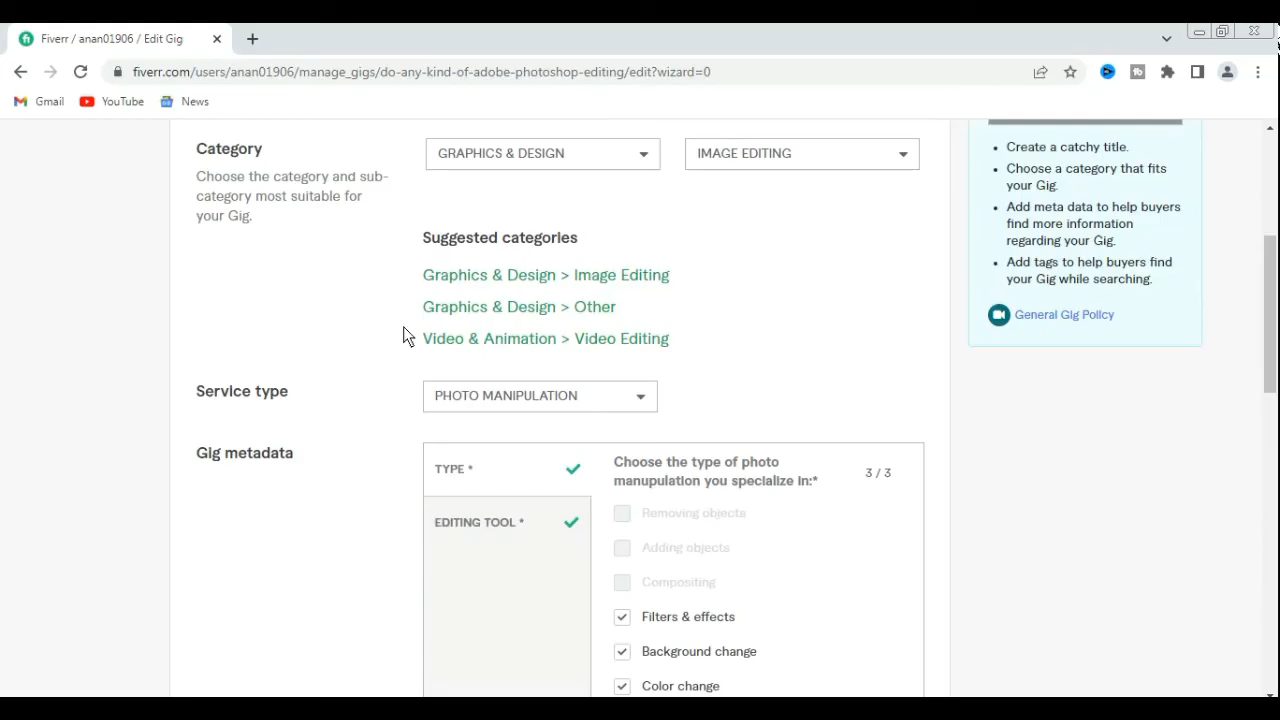 Fiverr / anan01906 / Edit Gig
fiverr.com/users/anan01906/manage_gigs/do-any-kind-of-adobe-photoshop-editing/edit?wizard=0
Gmail YouTube News
Category
Choose the category and sub-
category most suitable for
your Gig.
GRAPHICS & DESIGN
IMAGE EDITING
Suggested categories
Graphics & Design > Image Editing
Graphics & Design > Other
Video & Animation > Video Editing
Service type
PHOTO MANIPULATION
Gig metadata
TYPE *
EDITING TOOL *
Choose the type of photo
manupulation you specialize in:*
3 / 3
Removing objects
Adding objects
Compositing
Filters & effects
Background change
Color change
Create a catchy title.
Choose a category that fits
your Gig.
Add meta data to help buyers
find more information
regarding your Gig.
Add tags to help buyers find
your Gig while searching.
General Gig Policy